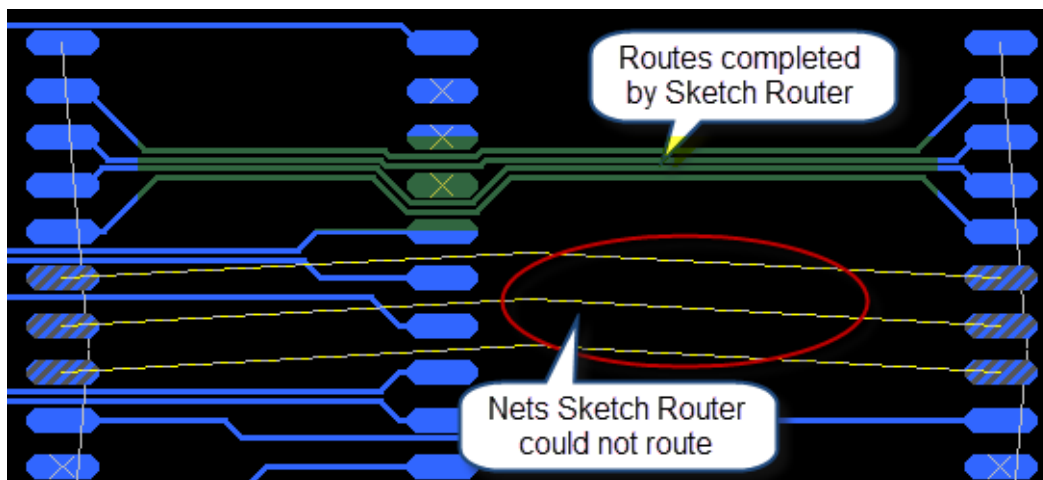 Routes completed
by Sketch Router
Nets Sketch Router
could not route